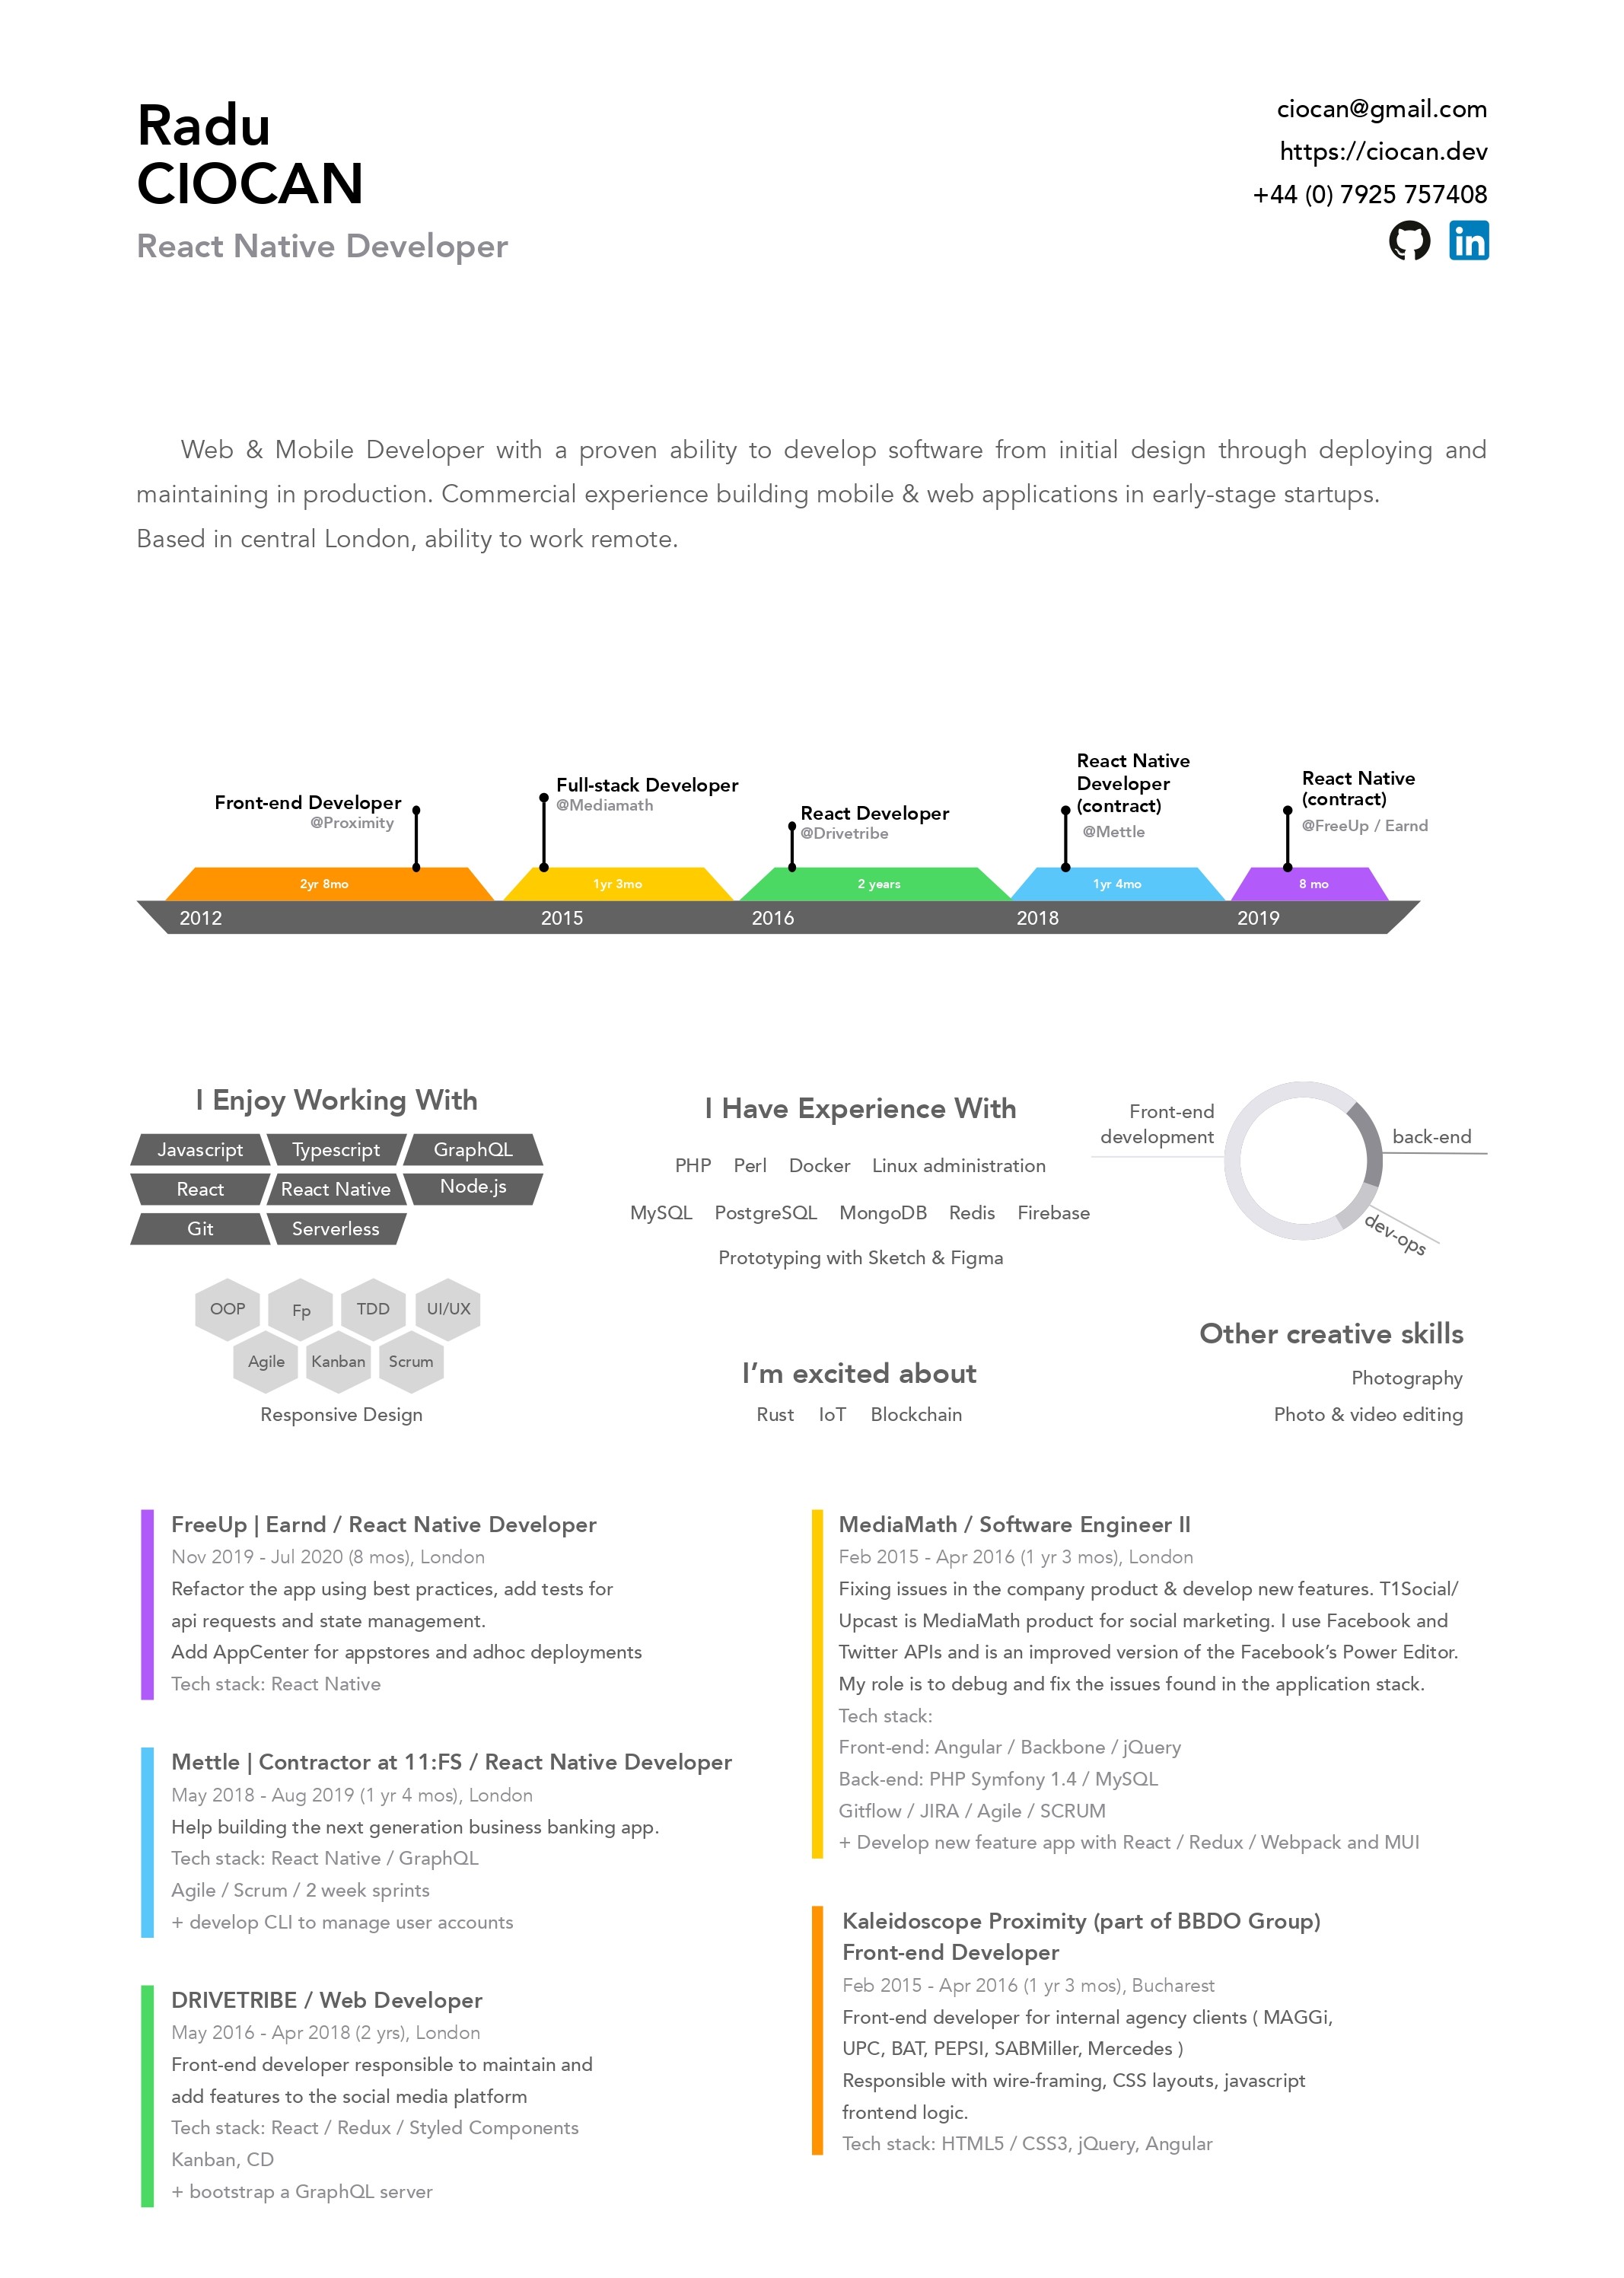 Radu
CIOCAN
React Native Developer
ciocan@gmail.com
https://ciocan.dev
+44 (0) 7925 757408
in
Web & Mobile Developer with a proven ability to develop software from initial design through deploying and
maintaining in production. Commercial experience building mobile & web applications in early-stage startups.
Based in central London, ability to work remote.
Front-end Developer
@Proximity
Full-stack Developer
@Mediamath
React Developer
@Drivetribe
React Native
Developer
(contract)
@Mettle
React Native
(contract)
@FreeUp / Earnd
2yr 8mo
1yr 3mo
2 years
1yr 4mo
8 mo
2012
2015
2016
2018
2019
I Enjoy Working With
Javascript
Typescript
GraphQL
React
React Native
Node.js
Git
Serverless
OOP
Fp
TDD
UI/UX
Agile
Kanban
Scrum
Responsive Design
I Have Experience With
PHP Perl Docker Linux administration
MySQL PostgreSQL MongoDB Redis Firebase
Prototyping with Sketch & Figma
I'm excited about
Rust IoT Blockchain
Front-end
development
back-end
dev-ops
Other creative skills
Photography
Photo & video editing
FreeUp | Earnd / React Native Developer
Nov 2019 - Jul 2020 (8 mos), London
Refactor the app using best practices, add tests for
api requests and state management.
Add AppCenter for appstores and adhoc deployments
Tech stack: React Native
Mettle | Contractor at 11:FS / React Native Developer
May 2018 - Aug 2019 (1 yr 4 mos), London
Help building the next generation business banking app.
Tech stack: React Native / GraphQL
Agile / Scrum / 2 week sprints
+ develop CLI to manage user accounts
DRIVETRIBE / Web Developer
May 2016 - Apr 2018 (2 yrs), London
Front-end developer responsible to maintain and
add features to the social media platform
Tech stack: React / Redux / Styled Components
Kanban, CD
+ bootstrap a GraphQL server
MediaMath / Software Engineer II
Feb 2015 - Apr 2016 (1 yr 3 mos), London
Fixing issues in the company product & develop new features. T1Social/
Upcast is MediaMath product for social marketing. I use Facebook and
Twitter APIs and is an improved version of the Facebook's Power Editor.
My role is to debug and fix the issues found in the application stack.
Tech stack:
Front-end: Angular / Backbone / jQuery
Back-end: PHP Symfony 1.4 / MySQL
Gitflow / JIRA / Agile / SCRUM
+ Develop new feature app with React / Redux / Webpack and MUI
Kaleidoscope Proximity (part of BBDO Group)
Front-end Developer
Feb 2015 - Apr 2016 (1 yr 3 mos), Bucharest
Front-end developer for internal agency clients ( MAGGi,
UPC, BAT, PEPSI, SABMiller, Mercedes )
Responsible with wire-framing, CSS layouts, javascript
frontend logic.
Tech stack: HTML5 / CSS3, jQuery, Angular